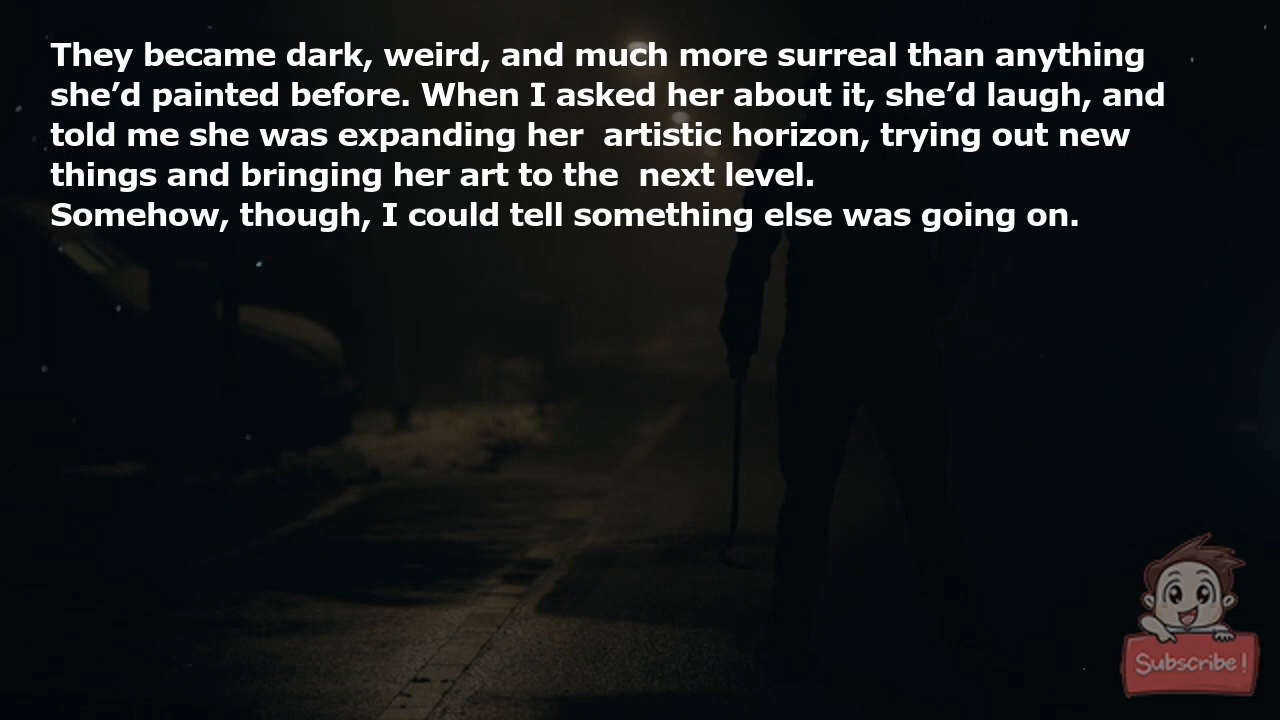 They became dark, weird, and much more surreal than anything
she’d painted before. When I asked her about it, she’d laugh, and
told me she was expanding her  artistic horizon, trying out new
things and bringing her art to the  next level.
Somehow, though, I could tell something else was going on.
Subscribe!